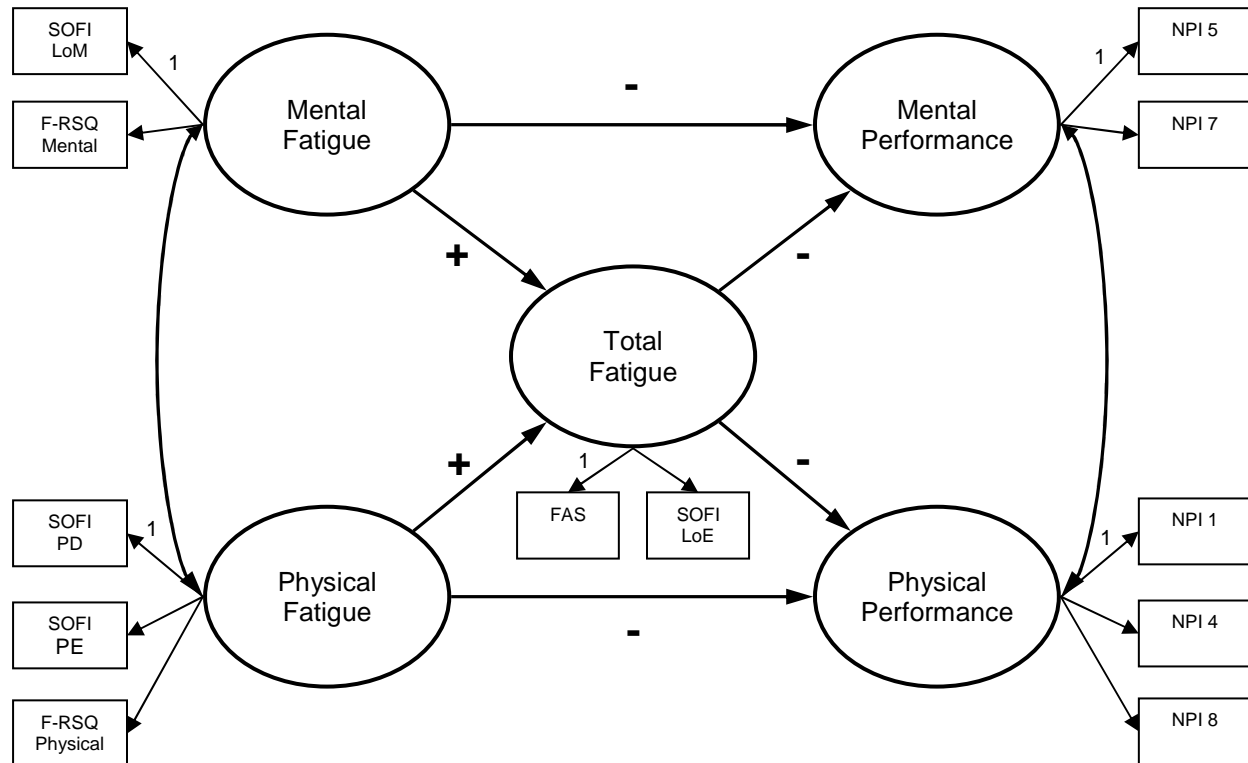 SOFI
LoM
1
F-RSQ
Mental
Mental
Fatigue
-
Mental
Performance
1
NPI 5
NPI 7
+
-
Total
Fatigue
+
-
1
FAS
SOFI
LoE
SOFI
PD
1
SOFI
PE
F-RSQ
Physical
Physical
Fatigue
-
Physical
Performance
1
NPI 1
NPI 4
NPI 8